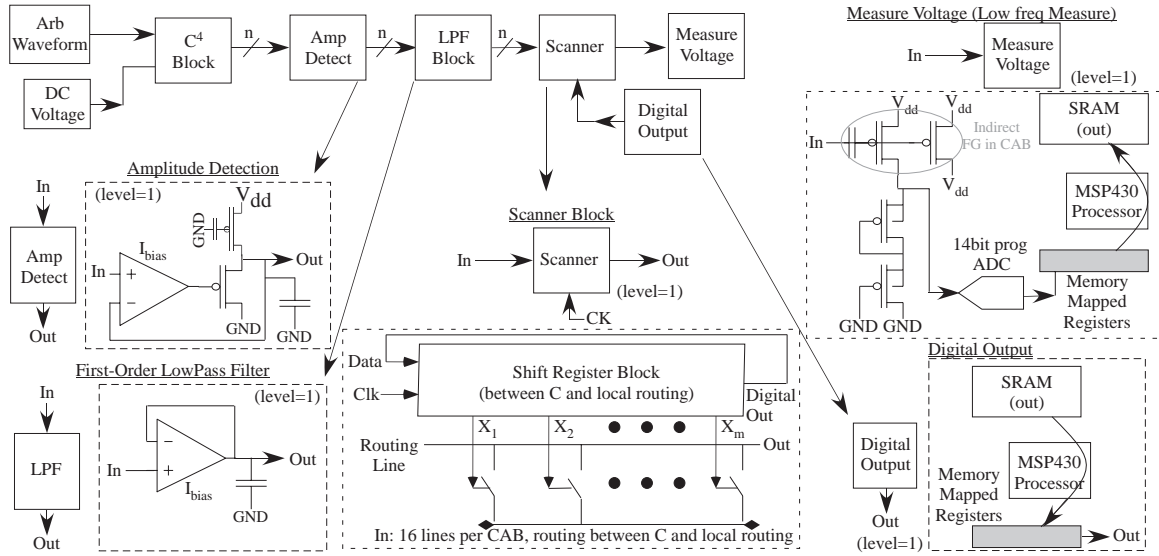 Arb
Waveform
DC
Voltage
C4
Block
n
Amp
Detect
n
LPF
Block
n
Scanner
Measure
Voltage
Digital
Output
Measure Voltage (Low freq Measure)
In
Measure
Voltage
(level=1)
Vdd
Vdd
In
Indirect
FG in CAB
Vdd
GND
GND
14bit prog
ADC
SRAM
(out)
MSP430
Processor
Memory
Mapped
Registers
Amplitude Detection
In
Amp
Detect
Out
(level=1)
Vdd
GND
Ibias
In
+
−
Out
GND
GND
Scanner Block
In
Scanner
Out
(level=1)
CK
First-Order LowPass Filter
In
LPF
Out
(level=1)
−
+
In
Ibias
Out
GND
Data
Clk
Shift Register Block
(between C and local routing)
Digital
Out
X1
X2
Xm
Routing
Line
Out
In: 16 lines per CAB, routing between C and local routing
Digital Output
Digital
Output
Out
(level=1)
SRAM
(out)
MSP430
Processor
Memory
Mapped
Registers
Out